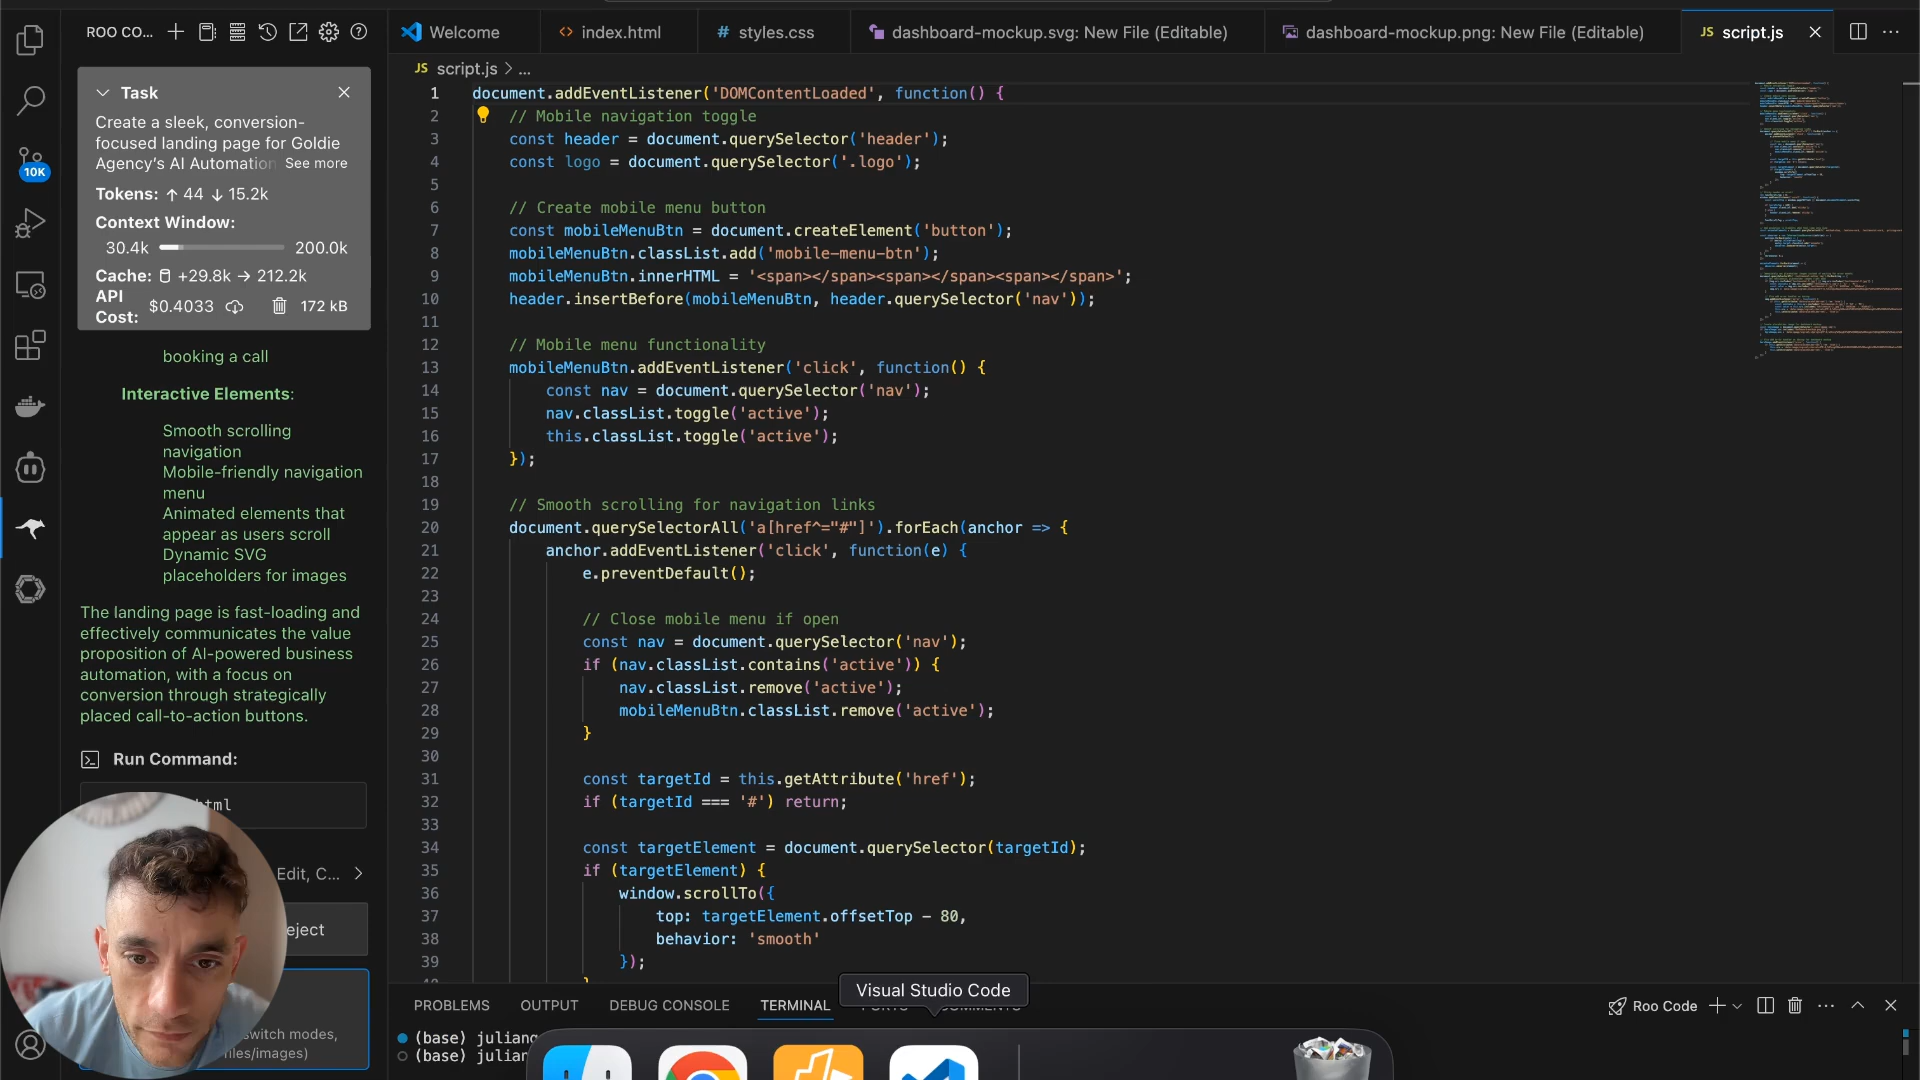 ROO CO...
Welcome
<> index.html
# styles.css
dashboard-mockup.svg: New File (Editable)
dashboard-mockup.png: New File (Editable)
JS script.js
JS script.js > ...
Task
Create a sleek, conversion-
focused landing page for Goldie
Agency's AI Automation See more
Tokens: ↑ 44 ↓ 15.2k
Context Window:
30.4k 200.0k
Cache: +29.8k → 212.2k
API
Cost: $0.4033 172 kB
10K
booking a call
Interactive Elements:
Smooth scrolling
navigation
Mobile-friendly navigation
menu
Animated elements that
appear as users scroll
Dynamic SVG
placeholders for images
The landing page is fast-loading and
effectively communicates the value
proposition of AI-powered business
automation, with a focus on
conversion through strategically
placed call-to-action buttons.
Run Command:
html
Edit, C...
eject
switch modes,
files/images)
1 document.addEventListener('DOMContentLoaded', function() {
2 // Mobile navigation toggle
3 const header = document.querySelector('header');
4 const logo = document.querySelector('.logo');
5
6 // Create mobile menu button
7 const mobileMenuBtn = document.createElement('button');
8 mobileMenuBtn.classList.add('mobile-menu-btn');
9 mobileMenuBtn.innerHTML = '<span></span><span></span><span></span>';
10 header.insertBefore(mobileMenuBtn, header.querySelector('nav'));
11
12 // Mobile menu functionality
13 mobileMenuBtn.addEventListener('click', function() {
14 const nav = document.querySelector('nav');
15 nav.classList.toggle('active');
16 this.classList.toggle('active');
17 });
18
19 // Smooth scrolling for navigation links
20 document.querySelectorAll('a[href^="#"]').forEach(anchor => {
21 anchor.addEventListener('click', function(e) {
22 e.preventDefault();
23
24 // Close mobile menu if open
25 const nav = document.querySelector('nav');
26 if (nav.classList.contains('active')) {
27 nav.classList.remove('active');
28 mobileMenuBtn.classList.remove('active');
29 }
30
31 const targetId = this.getAttribute('href');
32 if (targetId === '#') return;
33
34 const targetElement = document.querySelector(targetId);
35 if (targetElement) {
36 window.scrollTo({
37 top: targetElement.offsetTop - 80,
38 behavior: 'smooth'
39 });
Visual Studio Code
PROBLEMS
OUTPUT
DEBUG CONSOLE
TERMINAL
Roo Code
(base) juliang
(base) julian